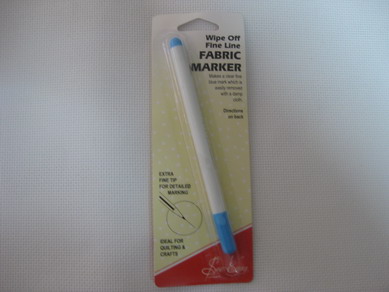 Wipe Off
Fine Line
FABRIC
MARKER
Makes a clear fine
blue mark which is
easily removed
with a damp
cloth.
Directions
on back
EXTRA
FINE TIP
FOR DETAILED
MARKING
IDEAL FOR
QUILTING &
CRAFTS